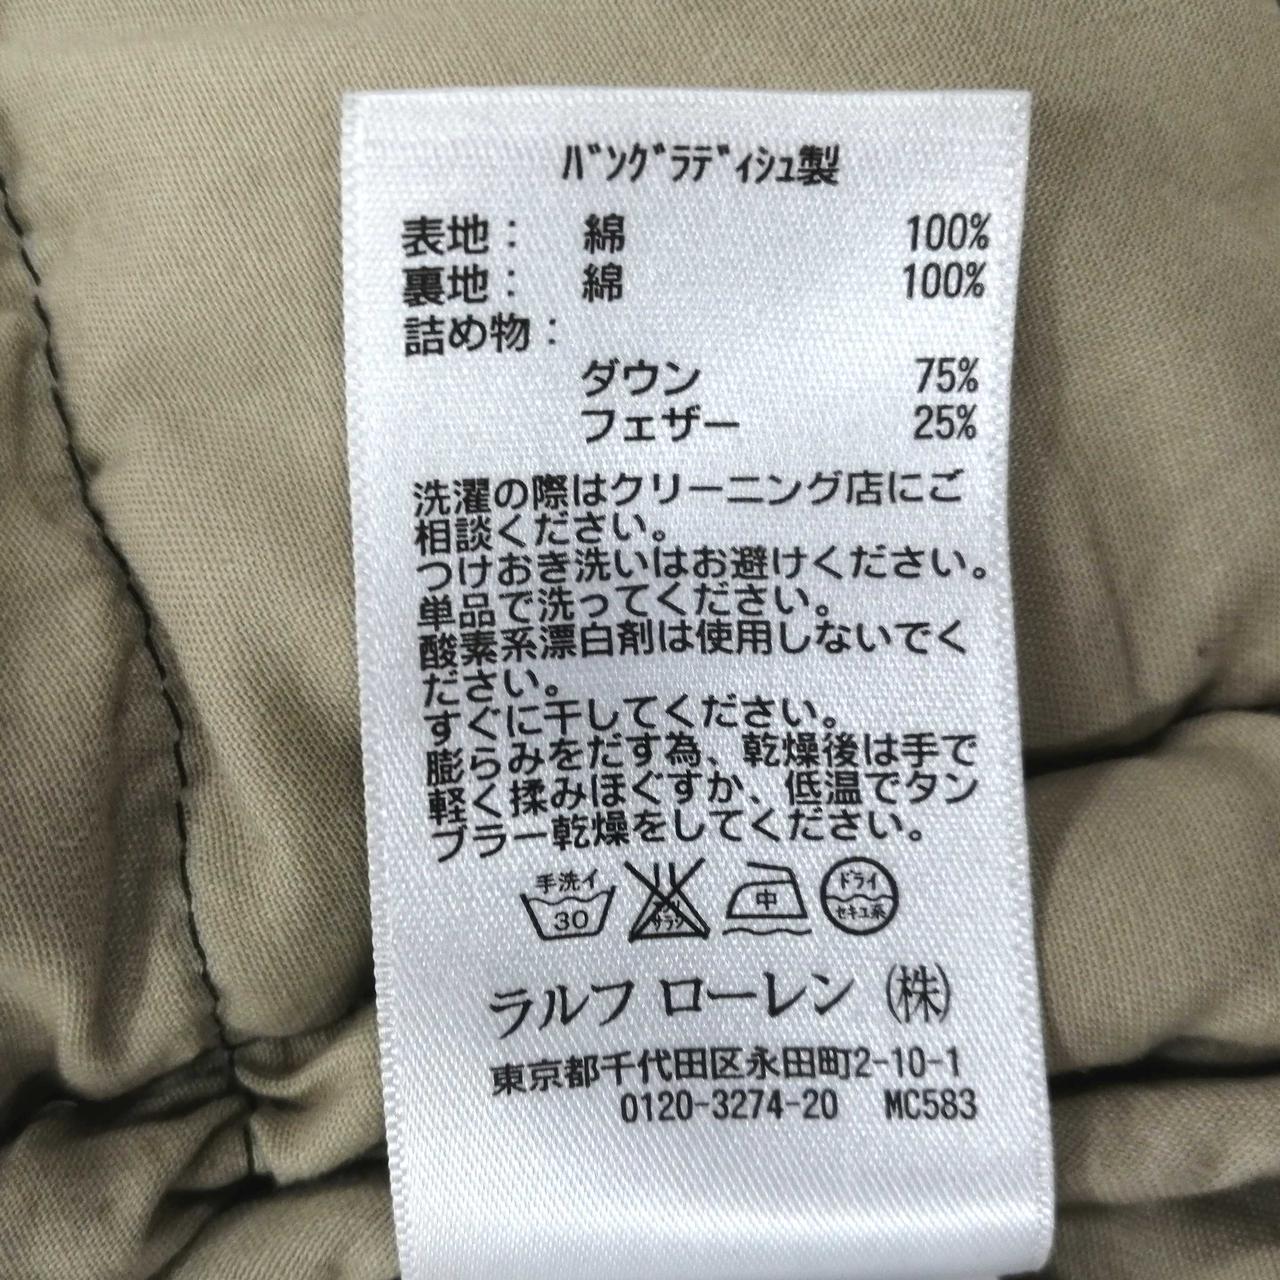 ﾊﾞﾝｸﾞﾗﾃﾞｨｼｭ製
表地： 綿 100%
裏地： 綿 100%
詰め物：
ダウン 75%
フェザー 25%
洗濯の際はクリーニング店にご
相談ください。
つけおき洗いはお避けください。
単品で洗ってください。
酸素系漂白剤は使用しないでく
ださい。
すぐに干してください。
膨らみをだす為、乾燥後は手で
軽く揉みほぐすか、低温でタン
ブラー乾燥をしてください。
手洗イ 30
エンソ サラシ
中
ドライ セキユ系
ラルフ ローレン (株)
東京都千代田区永田町2-10-1
0120-3274-20 MC583